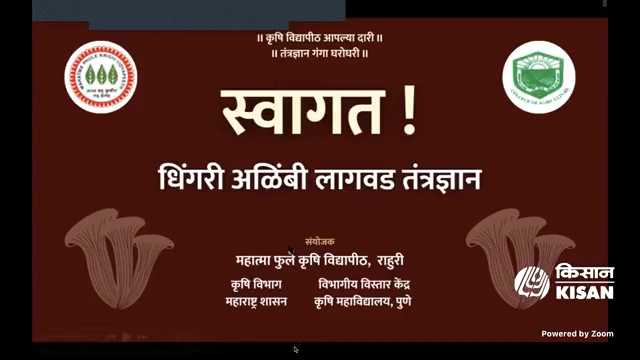 ॥ कृषि विद्यापीठ आपल्या दारी ॥
॥ तंत्रज्ञान गंगा घरोघरी ॥
स्वागत !
धिंगरी अळिंबी लागवड तंत्रज्ञान
संयोजक
महात्मा फुले कृषि विद्यापीठ, राहुरी
कृषि विभाग
महाराष्ट्र शासन
विभागीय विस्तार केंद्र
कृषि महाविद्यालय, पुणे
किसान
KISAN
Powered by Zoom